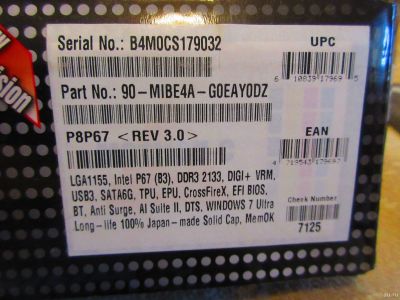 Serial No.: B4M0CS179032
UPC
Part No.: 90-MIBE4A-G0EAY0DZ
P8P67 <REV 3.0>
EAN
LGA1155, Intel P67 (B3), DDR3 2133, DIGI+ VRM,
USB3, SATA6G, TPU, EPU, CrossFireX, EFI BIOS,
BT, Anti Surge, AI Suite II, DTS, WINDOWS 7 Ultra
Long-life 100% Japan-made Solid Cap, MemOK
Check Number
7125